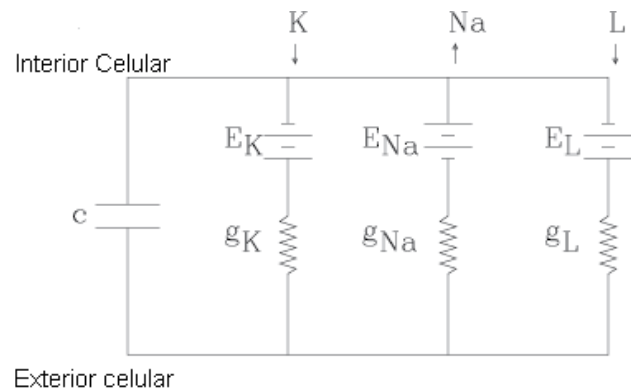 K Na L
Interior Celular
E_K E_Na E_L
c
g_K g_Na g_L
Exterior celular